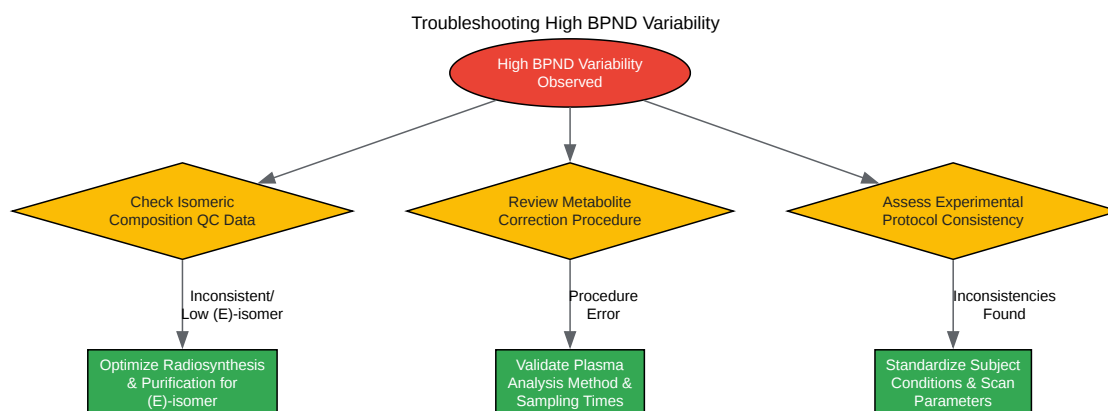 Troubleshooting High BPND Variability
High BPND Variability
Observed
Check Isomeric
Composition QC Data
Review Metabolite
Correction Procedure
Assess Experimental
Protocol Consistency
Inconsistent/
Low (E)-isomer
Procedure
Error
Inconsistencies
Found
Optimize Radiosynthesis
& Purification for
(E)-isomer
Validate Plasma
Analysis Method &
Sampling Times
Standardize Subject
Conditions & Scan
Parameters